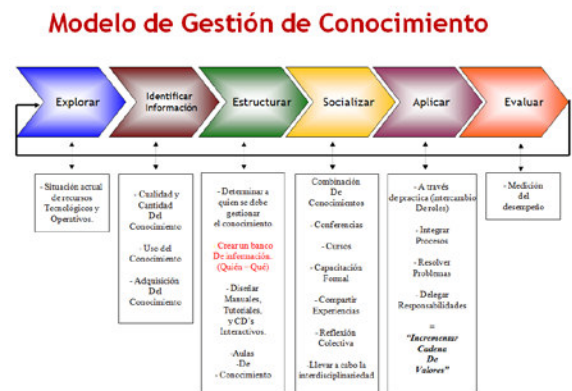 Modelo de Gestión de Conocimiento
Explorar
Identificar
Información
Estructurar
Socializar
Aplicar
Evaluar
- Situación actual
de recursos
Tecnológicos y
Operativos.
- Cualidad y
Cantidad
Del
Conocimiento
- Uso del
Conocimiento
- Adquisición
Del
Conocimiento
- Determinar a
quien se debe
gestionar
el conocimiento.
- Crear un banco
De información.
(Quién – Qué)
- Diseñar
Manuales,
Tutoriales,
y CD´s
Interactivos.
- Aulas
- De
- Conocimiento
Combinación
De
Conocimientos
- Conferencias
- Cursos
- Capacitación
Formal
- Compartir
Experiencias
- Reflexión
Colectiva
- Llevar a cabo la
interdisciplinariedad
- A través
de practica (intercambio
De roles)
- Integrar
Procesos
- Resolver
Problemas
- Delegar
Responsabilidades
=
"Incrementar
Cadena
De
Valores"
- Medición
del
desempeño